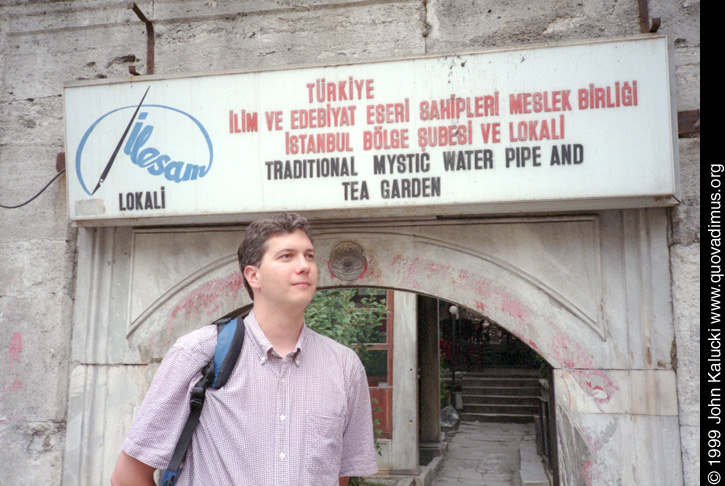 İlesam
LOKALİ
TÜRKİYE
İLİM VE EDEBİYAT ESERİ SAHİPLERİ MESLEK BİRLİĞİ
İSTANBUL BÖLGE ŞUBESİ VE LOKALİ
TRADITIONAL MYSTIC WATER PIPE AND
TEA GARDEN
© 1999 John Kalucki www.quovadimus.org